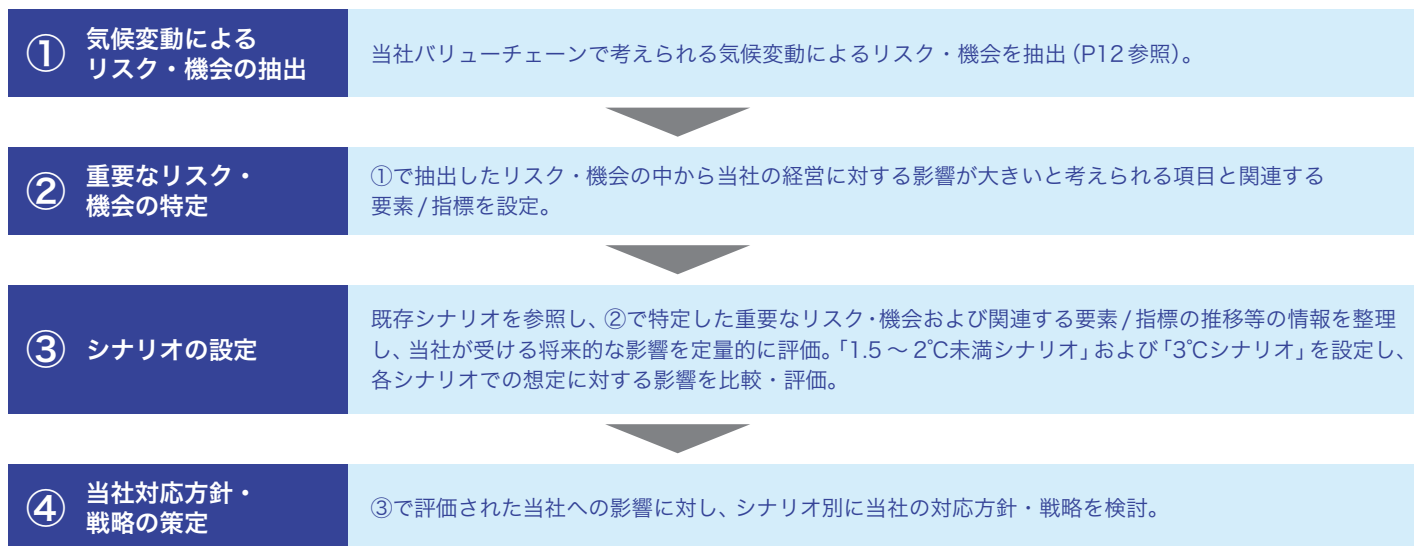 ①
気候変動による
リスク・機会の抽出
当社バリューチェーンで考えられる気候変動によるリスク・機会を抽出（P12参照）。
②
重要なリスク・
機会の特定
①で抽出したリスク・機会の中から当社の経営に対する影響が大きいと考えられる項目と関連する
要素/指標を設定。
③
シナリオの設定
既存シナリオを参照し、②で特定した重要なリスク・機会および関連する要素/指標の推移等の情報を整理
し、当社が受ける将来的な影響を定量的に評価。「1.5～2℃未満シナリオ」および「3℃シナリオ」を設定し、
各シナリオでの想定に対する影響を比較・評価。
④
当社対応方針・
戦略の策定
③で評価された当社への影響に対し、シナリオ別に当社の対応方針・戦略を検討。